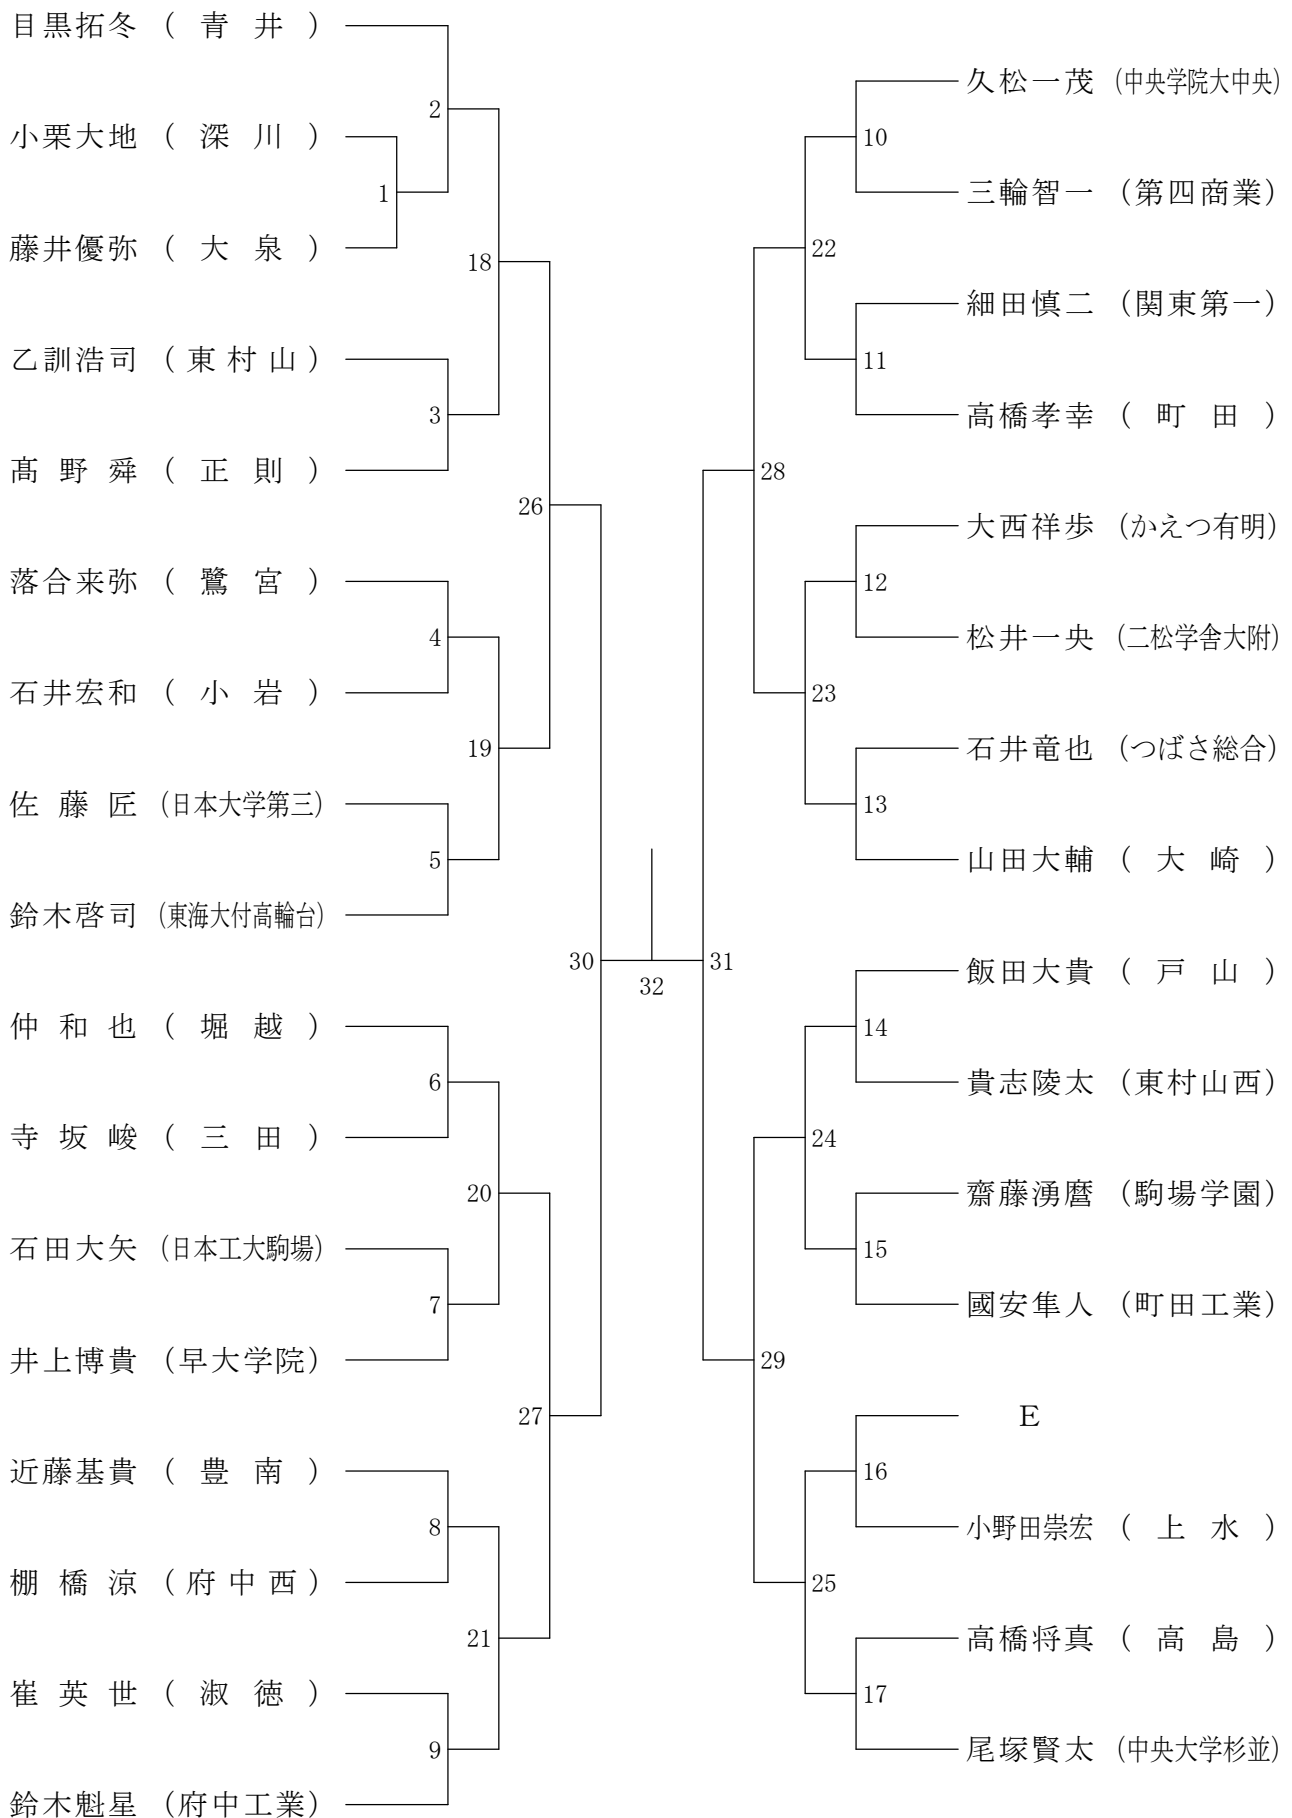 目黒拓冬 ( 青 井 )
小栗大地 ( 深 川 )
藤井優弥 ( 大 泉 )
乙訓浩司 ( 東 村 山 )
髙 野 舜 ( 正 則 )
落合来弥 ( 鷺 宮 )
石井宏和 ( 小 岩 )
佐 藤 匠 (日本大学第三)
鈴木啓司 (東海大付高輪台)
仲 和 也 ( 堀 越 )
寺 坂 峻 ( 三 田 )
石田大矢 (日本工大駒場)
井上博貴 (早大学院)
近藤基貴 ( 豊 南 )
棚 橋 涼 ( 府 中 西 )
崔 英 世 ( 淑 徳 )
鈴木魁星 (府中工業)
1
2
3
4
5
6
7
8
9
18
19
20
21
26
27
30
32
31
28
29
22
23
24
25
10
11
12
13
14
15
16
17
久松一茂 (中央学院大中央)
三輪智一 (第四商業)
細田慎二 (関東第一)
高橋孝幸 ( 町 田 )
大西祥歩 (かえつ有明)
松井一央 (二松学舎大附)
石井竜也 (つばさ総合)
山田大輔 ( 大 崎 )
飯田大貴 ( 戸 山 )
貴志陵太 (東村山西)
齋藤湧麿 (駒場学園)
國安隼人 (町田工業)
E
小野田崇宏 ( 上 水 )
高橋将真 ( 高 島 )
尾塚賢太 (中央大学杉並)